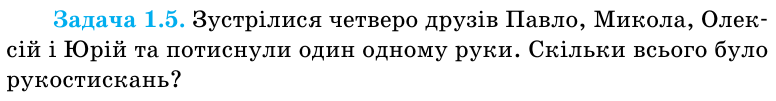 Задача 1.5. Зустрілися четверо друзів Павло, Микола, Олек-
сій і Юрій та потиснули один одному руки. Скільки всього було
рукостискань?